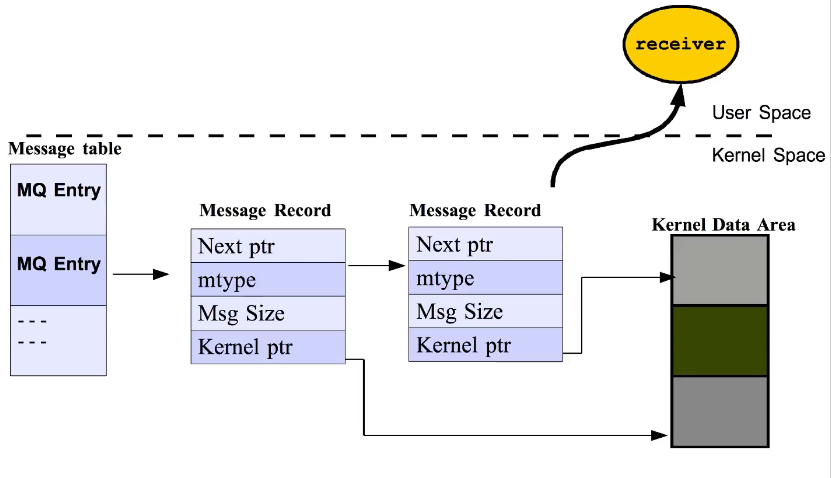 receiver
User Space
Kernel Space
Message table
MQ Entry
MQ Entry
---
---
Message Record
Next ptr
mtype
Msg Size
Kernel ptr
Message Record
Next ptr
mtype
Msg Size
Kernel ptr
Kernel Data Area